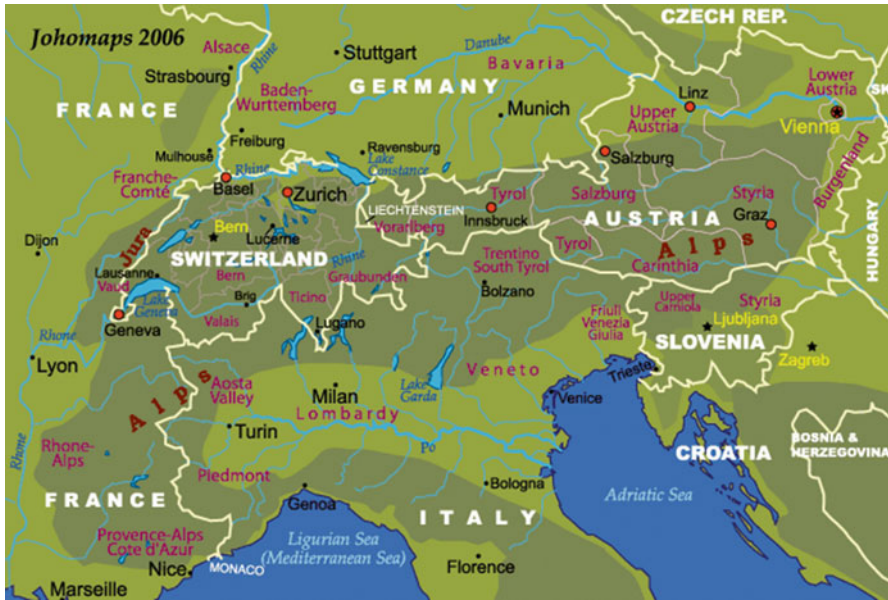 Johomaps 2006
CZECH REP.
Alsace
Rhine
Stuttgart
Danube
Bavaria
Strasbourg
Baden-
Wurttemberg
GERMANY
Linz
Lower
Austria
SK
FRANCE
Munich
Upper
Austria
Vienna
Freiburg
Mulhouse
Ravensburg
Salzburg
Burgenland
Franche-
Comté
Rhine
Basel
Lake
Constance
Zurich
Tyrol
Salzburg
Styria
LIECHTENSTEIN
Innsbruck
AUSTRIA
Graz
HUNGARY
Dijon
Jura
Bern
Lucerne
Vorarlberg
Tyrol
Alps
SWITZERLAND
Rhine
Trentino
South Tyrol
Carinthia
Lausanne
Vaud
Bern
Graubunden
Bolzano
Lake
Geneva
Brig
Ticino
Upper
Carniola
Styria
Geneva
Valais
Lugano
Friuli
Venezia
Giulia
Ljubljana
Rhone
SLOVENIA
Zagreb
Lyon
Alps
Aosta
Valley
Milan
Lake
Garda
Veneto
Trieste
Lombardy
Venice
Turin
Po
CROATIA
BOSNIA &
HERZEGOVINA
Rhone-
Alps
Rhone
Piedmont
Bologna
FRANCE
Genoa
Adriatic Sea
ITALY
Provence-Alps
Cote d'Azur
Ligurian Sea
(Mediterranean Sea)
Nice
MONACO
Florence
Marseille